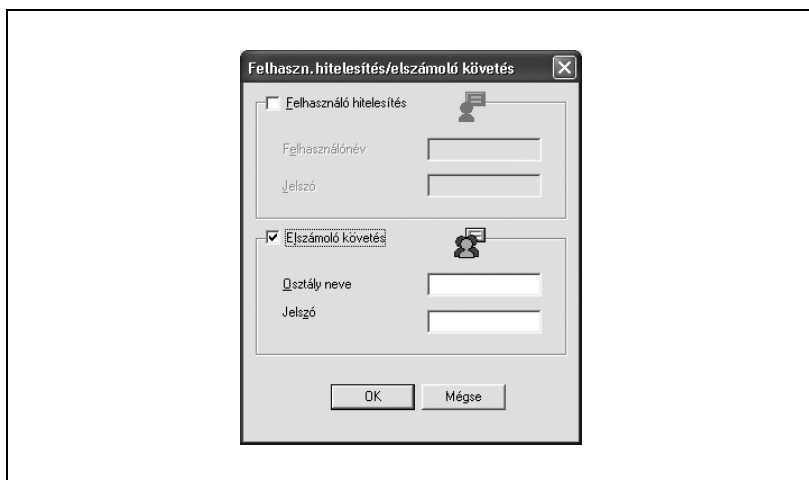 Felhaszn. hitelesítés/elszámoló követés
Felhasználó hitelesítés
Felhasználónév
Jelszó
Elszámoló követés
Osztály neve
Jelszó
OK Mégse